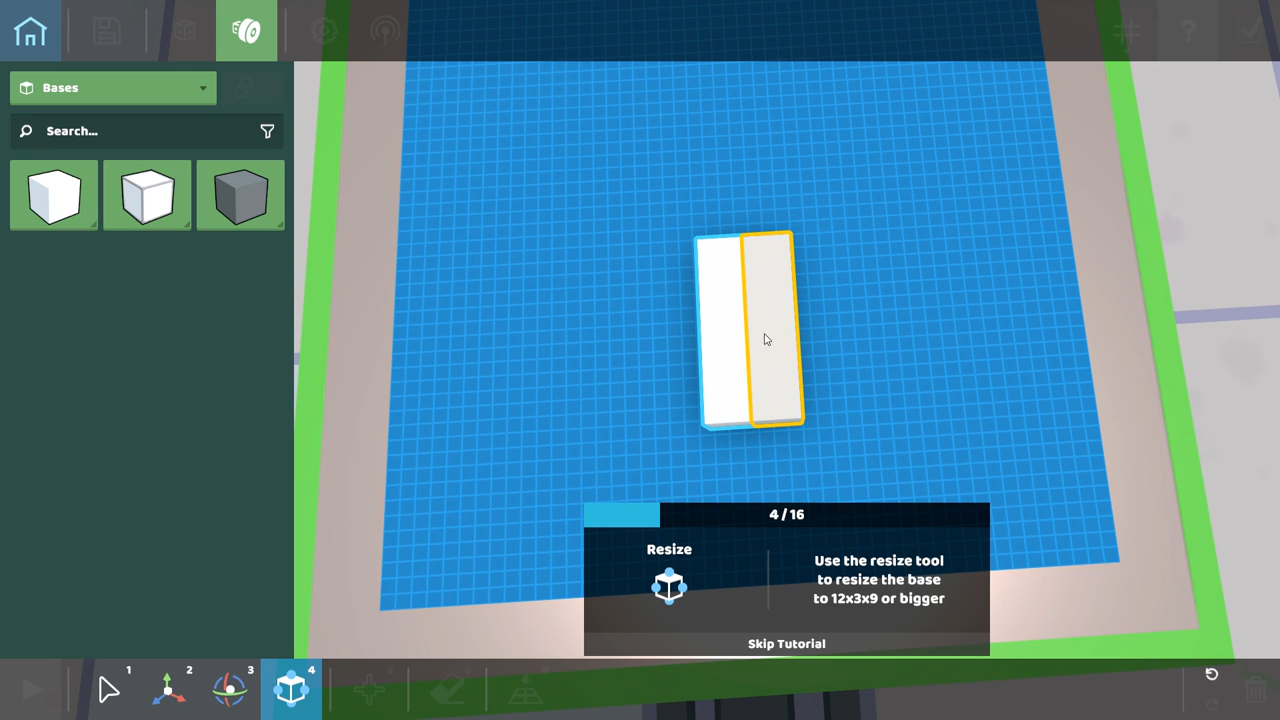 Bases
Search...
4 / 16
Resize
Use the resize tool
to resize the base
to 12x3x9 or bigger
Skip Tutorial
1
2
3
4